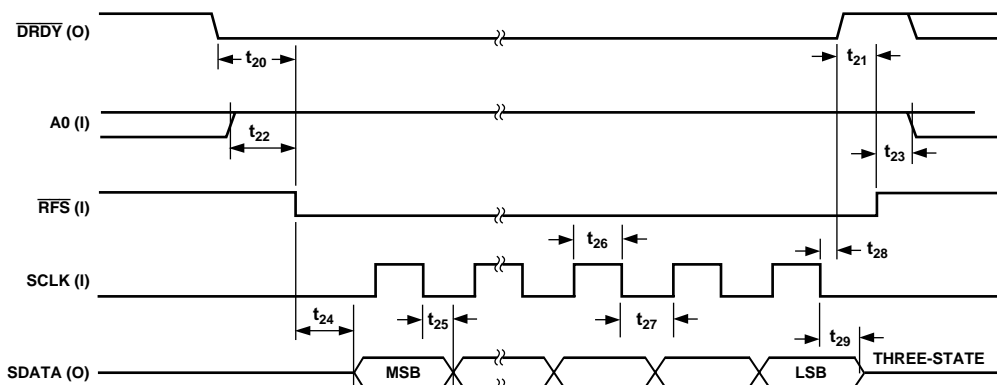 DRDY (O)
t20
t21
A0 (I)
t22
t23
RFS (I)
t26
t28
SCLK (I)
t24
t25
t27
t29
SDATA (O)
MSB
LSB
THREE-STATE